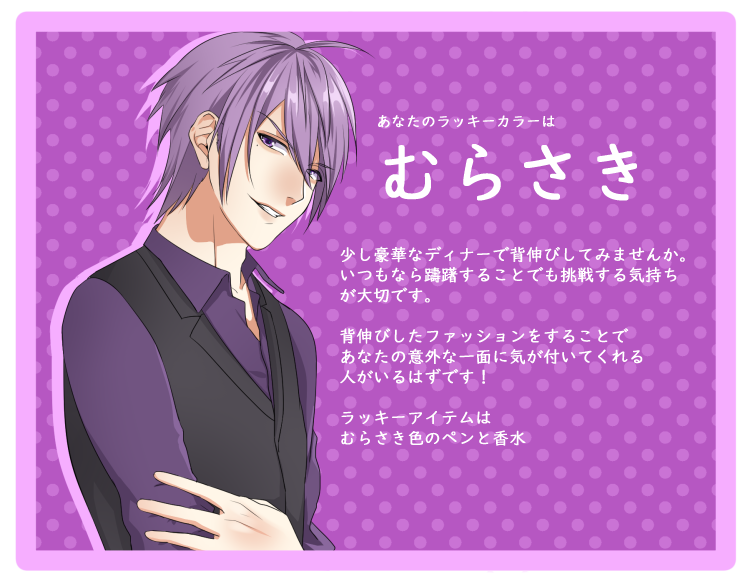 あなたのラッキーカラーは
むらさき
少し豪華なディナーで背伸びしてみませんか。
いつもなら躊躇することでも挑戦する気持ち
が大切です。
背伸びしたファッションをすることで
あなたの意外な一面に気が付いてくれる
人がいるはずです！
ラッキーアイテムは
むらさき色のペンと香水